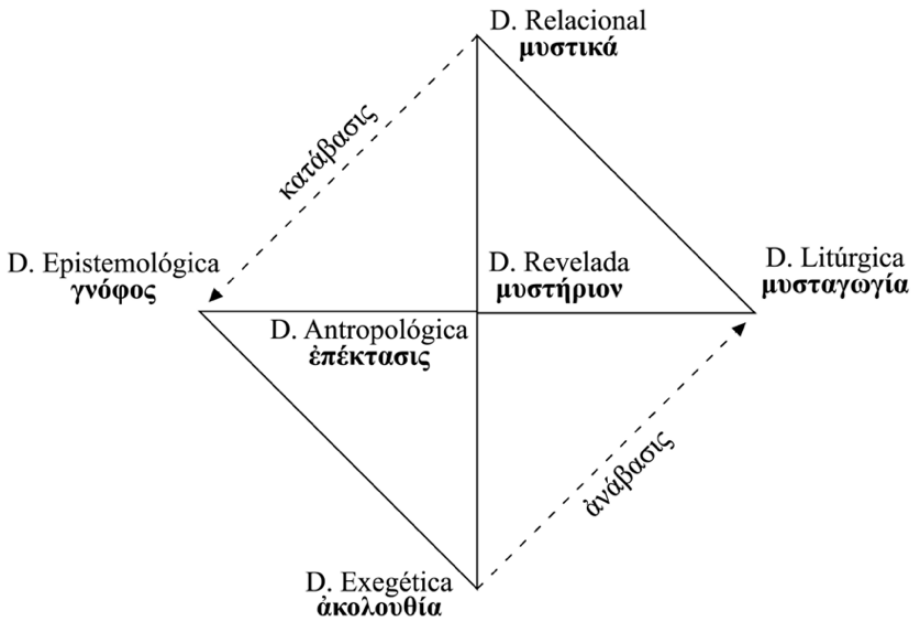 D. Relacional
μυστικά
κατάβασις
D. Epistemológica
γνόφος
D. Revelada
μυστήριον
D. Litúrgica
μυσταγωγία
D. Antropológica
ἐπέκτασις
ἀνάβασις
D. Exegética
ἀκολουθία